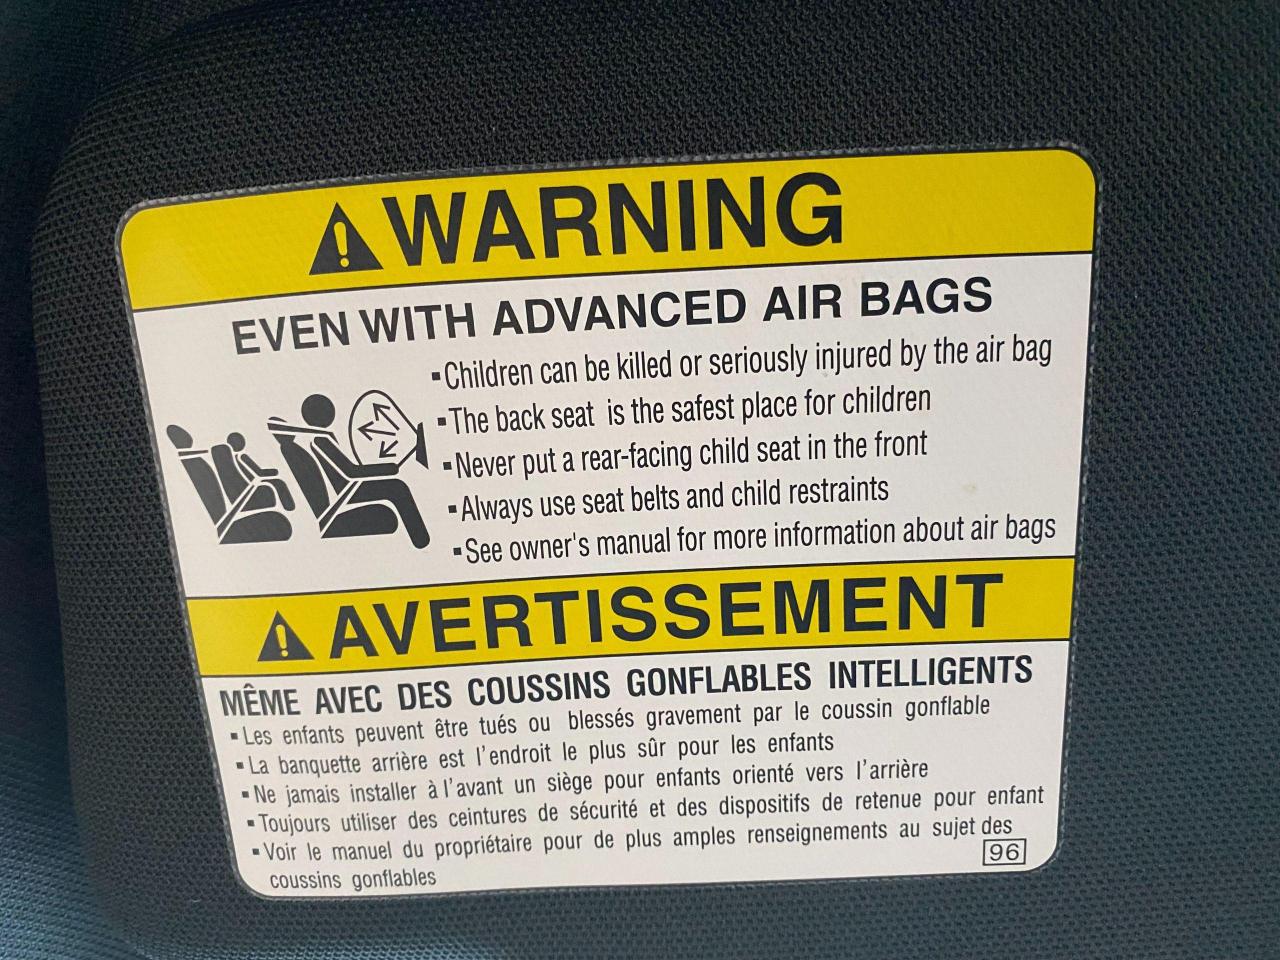 WARNING
EVEN WITH ADVANCED AIR BAGS
▪Children can be killed or seriously injured by the air bag
▪The back seat is the safest place for children
▪Never put a rear-facing child seat in the front
▪Always use seat belts and child restraints
▪See owner's manual for more information about air bags
AVERTISSEMENT
MÊME AVEC DES COUSSINS GONFLABLES INTELLIGENTS
▪Les enfants peuvent être tués ou blessés gravement par le coussin gonflable
▪La banquette arrière est l'endroit le plus sûr pour les enfants
▪Ne jamais installer à l'avant un siège pour enfants orienté vers l'arrière
▪Toujours utiliser des ceintures de sécurité et des dispositifs de retenue pour enfant
▪Voir le manuel du propriétaire pour de plus amples renseignements au sujet des
coussins gonflables
96